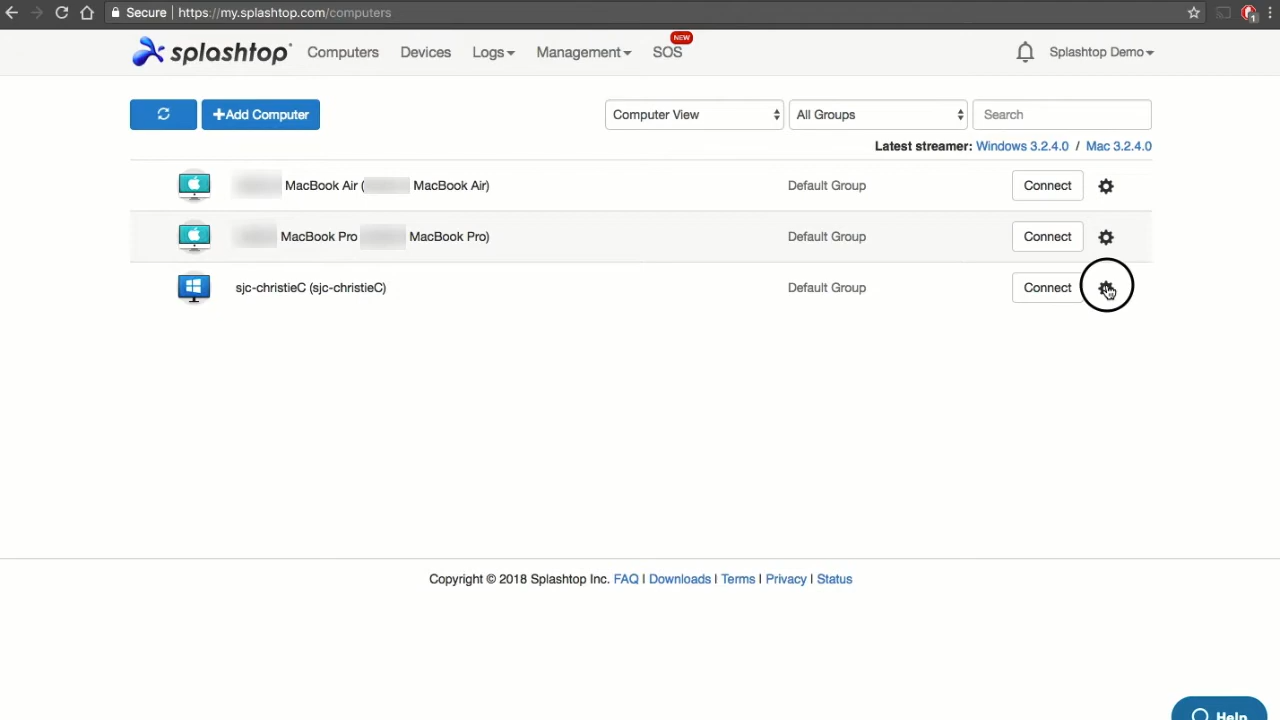 Secure https://my.splashtop.com/computers
splashtop Computers Devices Logs Management SOS NEW Splashtop Demo
+Add Computer Computer View All Groups Search
Latest streamer: Windows 3.2.4.0 / Mac 3.2.4.0
MacBook Air ( MacBook Air) Default Group Connect
MacBook Pro MacBook Pro) Default Group Connect
sjc-christieC (sjc-christieC) Default Group Connect
Copyright © 2018 Splashtop Inc. FAQ | Downloads | Terms | Privacy | Status
Help